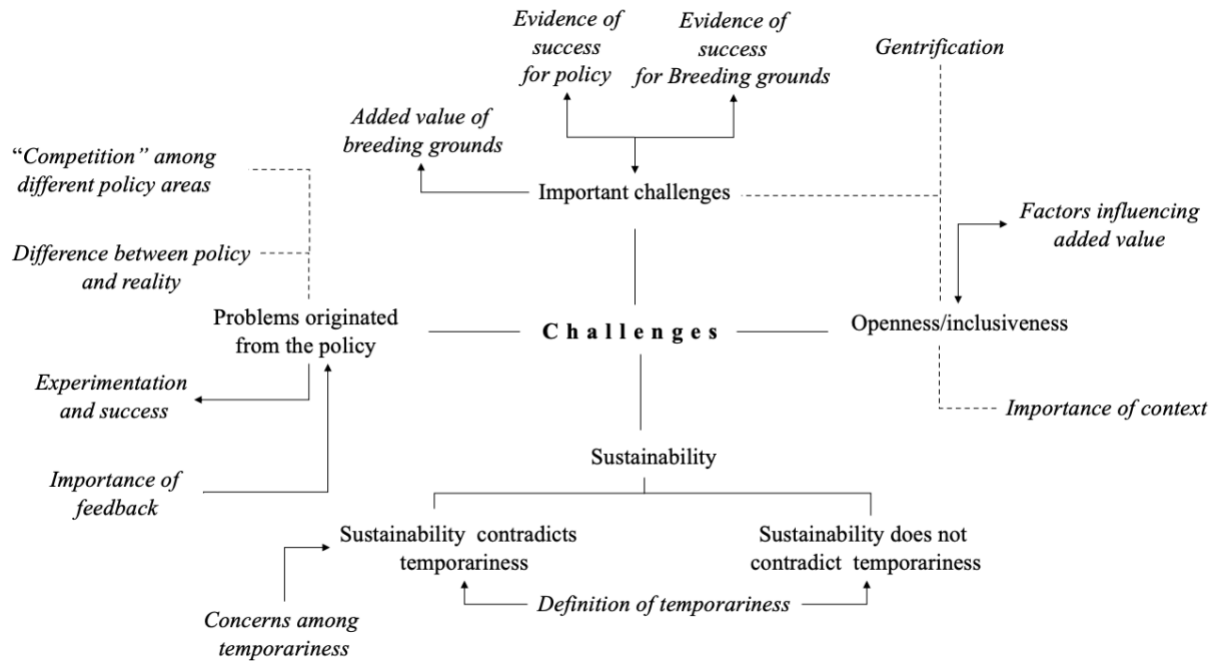 Evidence of
success
for policy
Evidence of
success
for Breeding grounds
Gentrification
Added value of
breeding grounds
“Competition” among
different policy areas
Important challenges
Factors influencing
added value
Difference between policy
and reality
Problems originated
from the policy
Challenges
Openness/inclusiveness
Experimentation
and success
Importance of context
Sustainability
Importance of
feedback
Sustainability contradicts
temporariness
Sustainability does not
contradict temporariness
Definition of temporariness
Concerns among
temporariness